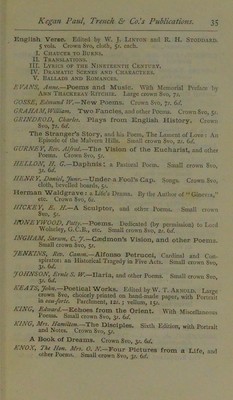 Kegan Paul, Trench & Co.'s Publications. 35
English Verse. Edited by W. J. LINTON and R. H. STODDARD.
5 vols. Crown 8vo, cloth, 5s. each.
I. CHAUCER TO BURNS.
II. TRANSLATIONS.
III. LYRICS OF THE NINETEENTH CENTURY.
IV. DRAMATIC SCENES AND CHARACTERS.
V. BALLADS AND ROMANCES.
EVANS, Anne.—Poems and Music. With Memorial Preface by
ANN THACKERAY RITCHIE. Large crown 8vo, 7s.
GOSSE, Edmund W.—New Poems. Crown 8vo, 7s. 6d.
GRAHAM, William. Two Fancies, and other Poems. Crown 8vo, 5s.
GRINDROD, Charles. Plays from English History. Crown
8vo, 7s. 6d.
The Stranger's Story, and his Poem, The Lament of Love: An
Episode of the Malvern Hills. Small crown 8vo, 2s. 6d.
GURNEY, Rev. Alfred.—The Vision of the Eucharist, and other
Poems. Crown 8vo, 5s.
HELLON, H. G.—Daphnis: a Pastoral Poem. Small crown 8vo,
3s. 6d.
HENRY, Daniel, Junr.—Under a Fool's Cap. Songs. Crown 8vo,
cloth, bevelled boards, 5s.
Herman Waldgrave: a Life's Drama. By the Author of "Ginevra,"
etc. Crown 8vo, 6s.
HICKEY, E. H.—A Sculptor, and other Poems. Small crown
8vo, 5s.
HONEYWOOD, Patty.—Poems. Dedicated (by permission) to Lord
Wolseley, G.C.B., etc. Small crown 8vo, 2s. 6d.
INGHAM, Sarson, C. J.—Cædmon's Vision, and other Poems.
Small crown 8vo, 5s.
JENKINS, Rev. Canon.—Alfonso Petrucci, Cardinal and Con-
spirator: an Historical Tragedy in Five Acts. Small crown 8vo,
3s. 6d.
JOHNSON, Ernle S. W.—Ilaria, and other Poems. Small crown 8vo,
3s. 6d.
KEATS, John.—Poetical Works. Edited by W. T. ARNOLD. Large
crown 8vo, choicely printed on hand-made paper, with Portrait
in eau-forte. Parchment, 12s.; vellum, 15s.
KING, Edward.—Echoes from the Orient. With Miscellaneous
Poems. Small crown 8vo, 3s. 6d.
KING, Mrs. Hamilton.—The Disciples. Sixth Edition, with Portrait
and Notes. Crown 8vo, 5s.
A Book of Dreams. Crown 8vo, 3s. 6d.
KNOX, The Hon. Mrs. O. N.—Four Pictures from a Life, and
other Poems. Small crown 8vo, 3s. 6d.